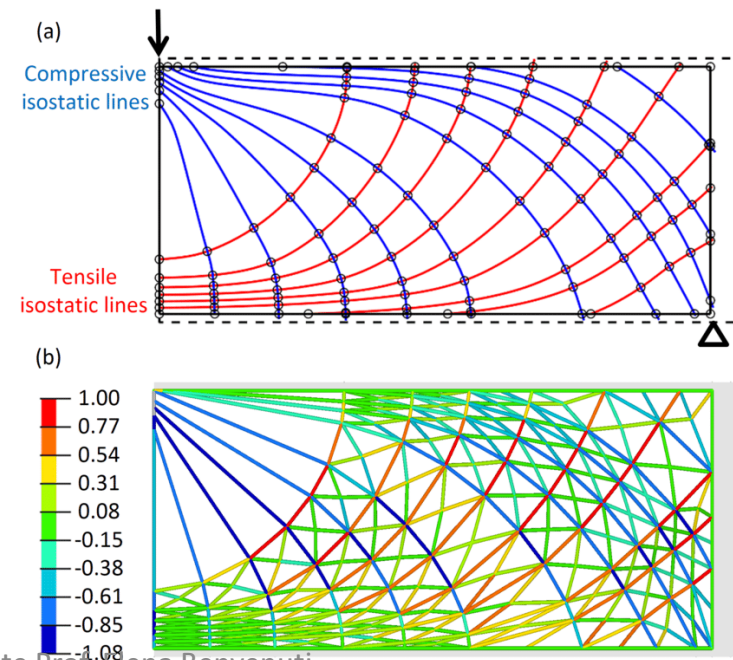 (a)
Compressive
isostatic lines
Tensile
isostatic lines
(b)
1.00
0.77
0.54
0.31
0.08
-0.15
-0.38
-0.61
-0.85
-1.08